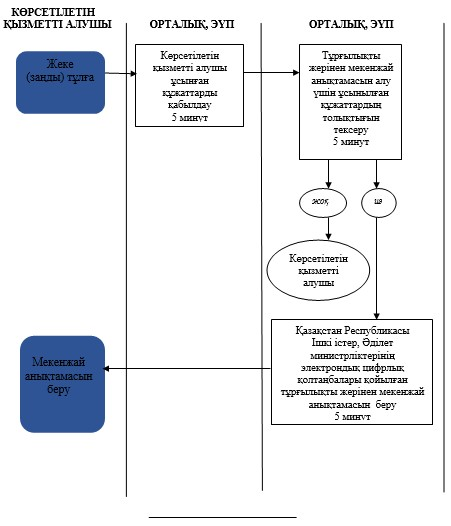 КӨРСЕТІЛЕТІН
ҚЫЗМЕТТІ АЛУШЫ
ОРТАЛЫҚ, ЭҮП
ОРТАЛЫҚ, ЭҮП
Жеке
(заңды) тұлға
Көрсетілетін
қызметті алушы
ұсынған
құжаттарды
қабылдау
5 минут
Тұрғылықты
жерінен мекенжай
анықтамасын алу
үшін ұсынылған
құжаттардың
толықтығын
тексеру
5 минут
жоқ
иә
Көрсетілетін
қызметті
алушы
Қазақстан Республикасы
Ішкі істер, Әділет
министрліктерінің
электрондық цифрлық
қолтаңбалары қойылған
тұрғылықты жерінен мекенжай
анықтамасын беру
5 минут
Мекенжай
анықтамасын
беру